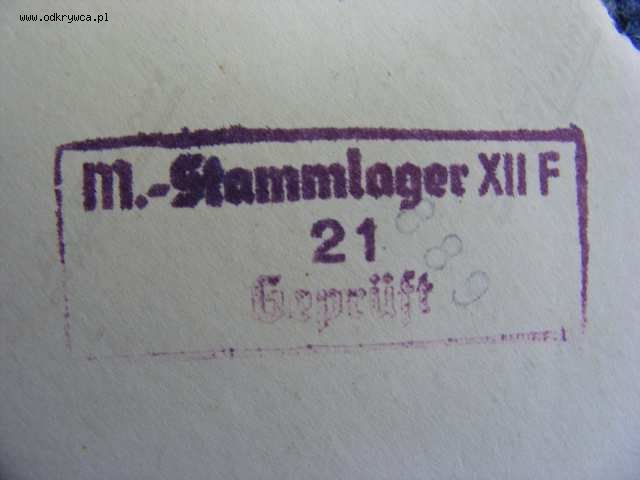 www.odkrywca.pl
M.-Stammlager XII F
21
Geprüft